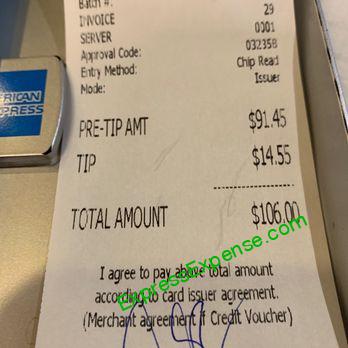 Batch #:
INVOICE 29
SERVER 0001
Approval Code: 032358
Entry Method: Chip Read
Mode: Issuer
AMERICAN
EXPRESS
PRE-TIP AMT $91.45
TIP $14.55
TOTAL AMOUNT $106.00
ExpressExpense.com
I agree to pay above total amount
according to card issuer agreement.
(Merchant agreement if Credit Voucher)